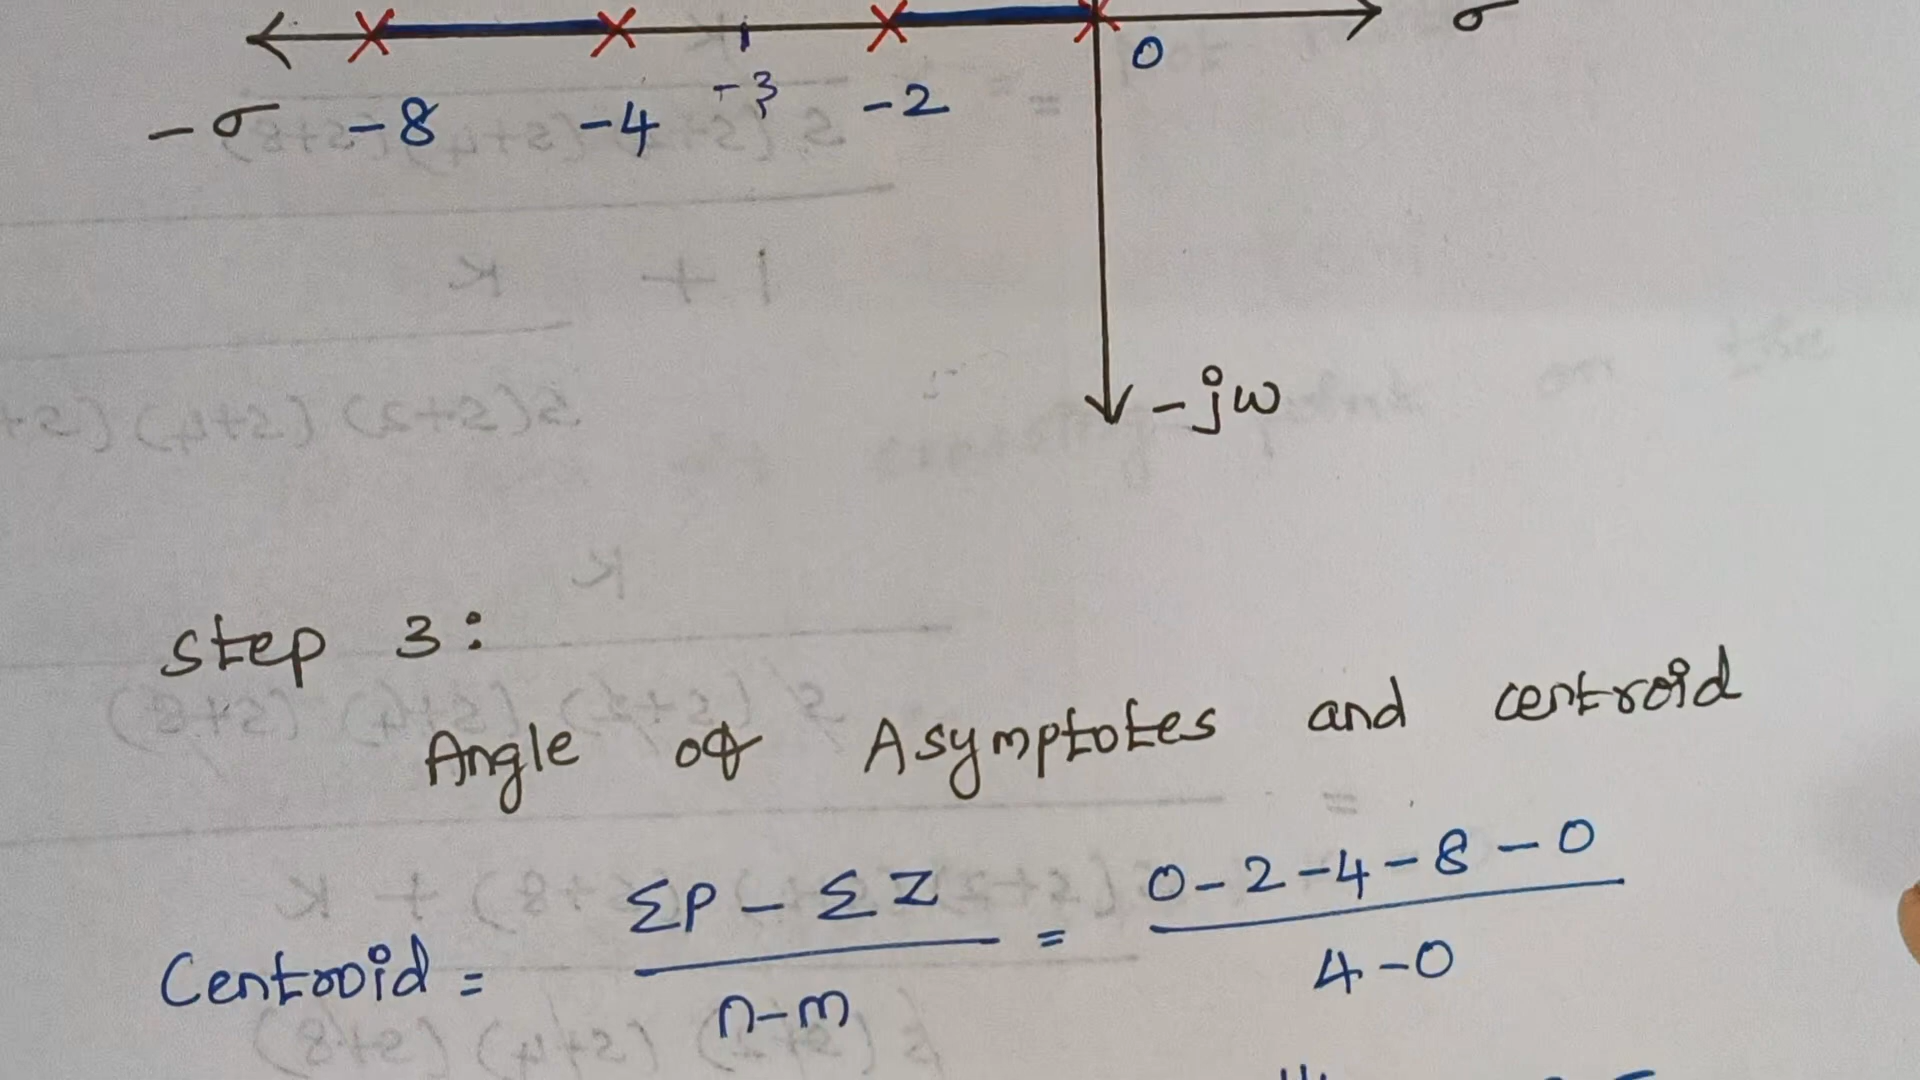 σ
0
-σ -8 -4 -3 -2
-jω
Step 3:
Angle of Asymptotes and centroid
Centroid = ΣP - ΣZ / n-m = 0-2-4-8-0 / 4-0